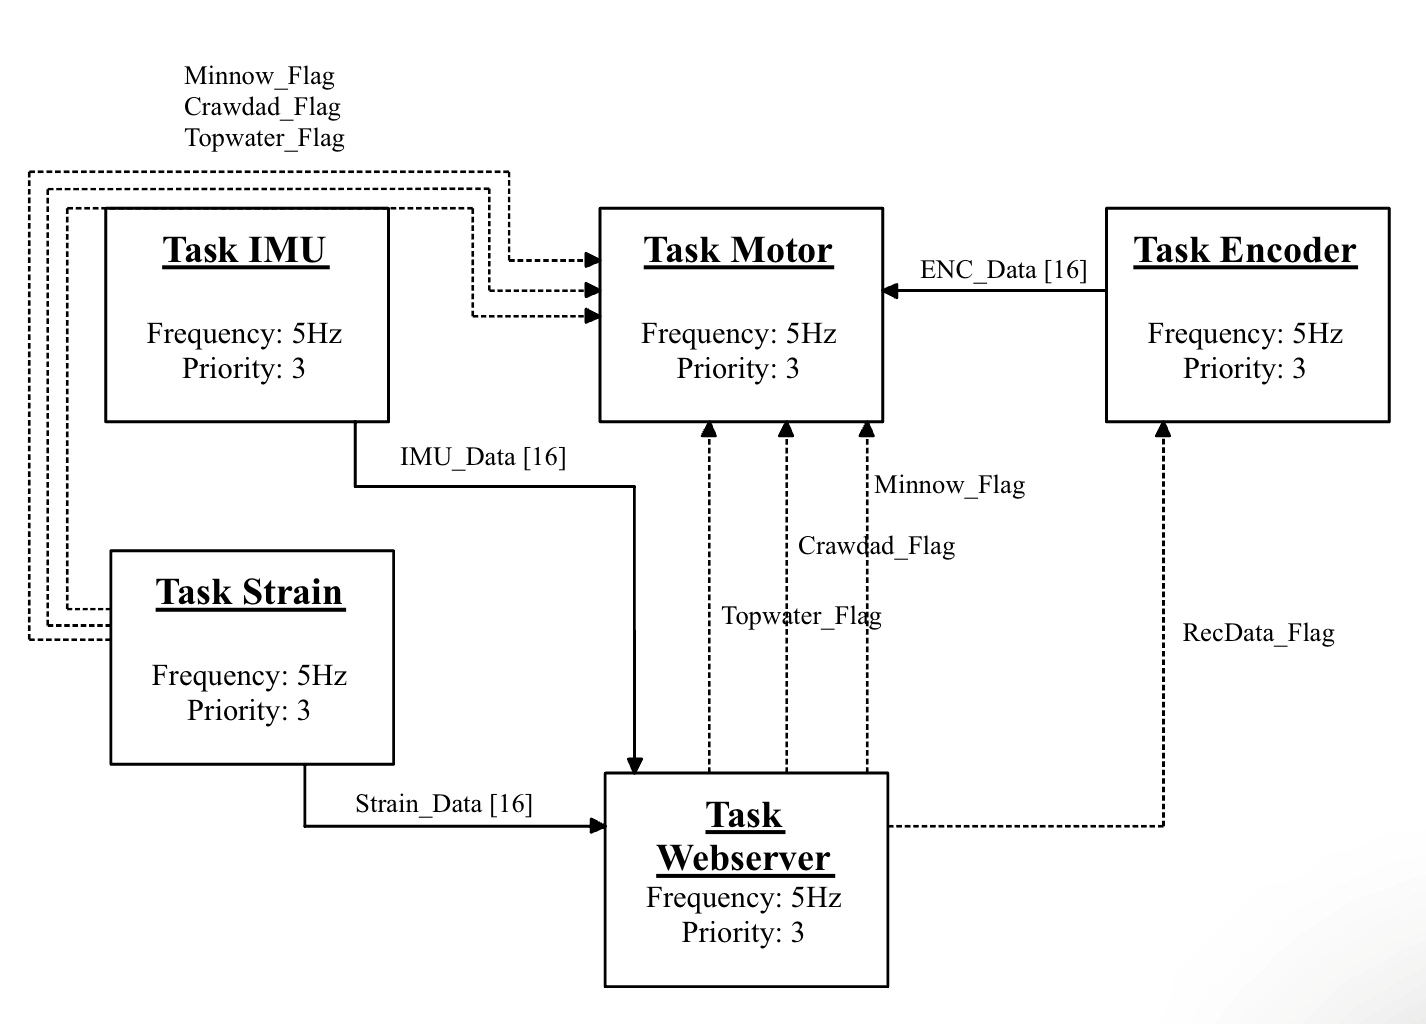 Minnow_Flag
Crawdad_Flag
Topwater_Flag
Task IMU
Frequency: 5Hz
Priority: 3
Task Motor
Frequency: 5Hz
Priority: 3
ENC_Data [16]
Task Encoder
Frequency: 5Hz
Priority: 3
IMU_Data [16]
Minnow_Flag
Crawdad_Flag
Topwater_Flag
RecData_Flag
Task Strain
Frequency: 5Hz
Priority: 3
Strain_Data [16]
Task
Webserver
Frequency: 5Hz
Priority: 3